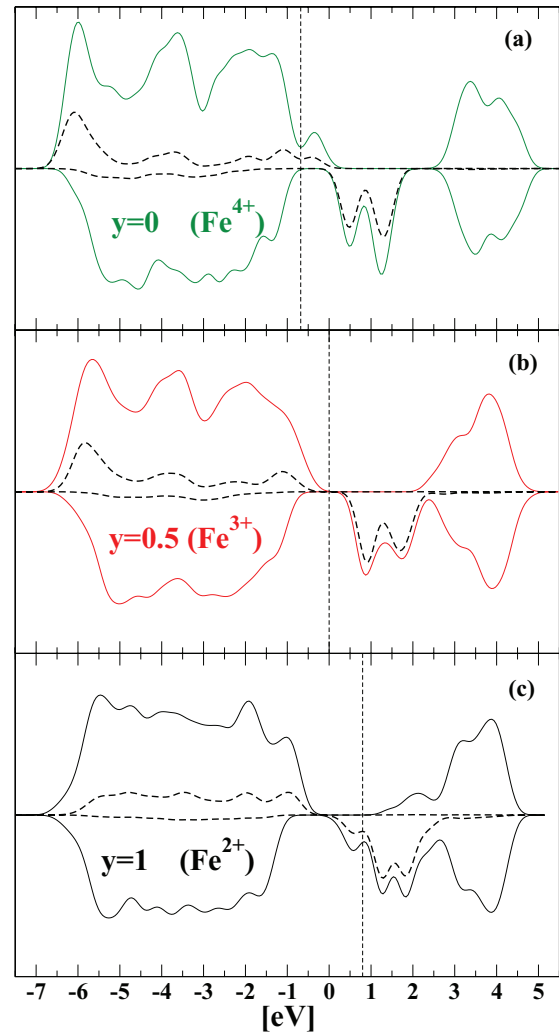 (a)
y=0 (Fe⁴⁺)
(b)
y=0.5 (Fe³⁺)
(c)
y=1 (Fe²⁺)
-7 -6 -5 -4 -3 -2 -1 0 1 2 3 4 5
[eV]